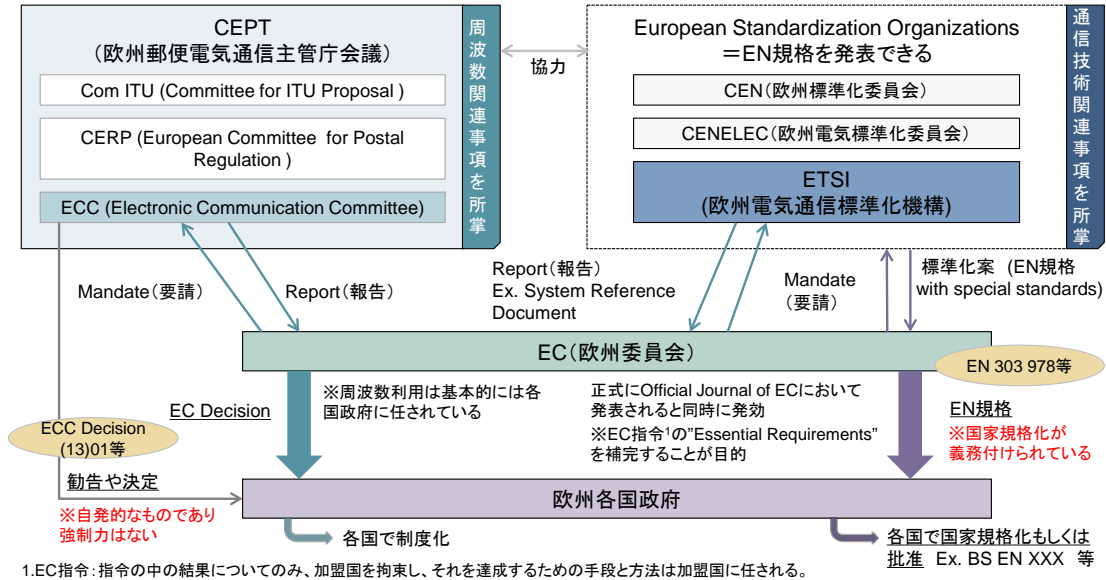 CEPT
(欧州郵便電気通信主管庁会議)
Com ITU (Committee for ITU Proposal )
CERP (European Committee for Postal
Regulation )
ECC (Electronic Communication Committee)
周波数関連事項を所掌
協力
European Standardization Organizations
=EN規格を発表できる
CEN(欧州標準化委員会)
CENELEC(欧州電気標準化委員会)
ETSI
(欧州電気通信標準化機構)
通信技術関連事項を所掌
Mandate(要請)
Report(報告)
Report(報告)
Ex. System Reference
Document
Mandate
(要請)
標準化案 (EN規格
with special standards)
EC(欧州委員会)
EN 303 978等
EC Decision
※周波数利用は基本的には各
国政府に任されている
正式にOfficial Journal of ECにおいて
発表されると同時に発効
※EC指令1の"Essential Requirements"
を補完することが目的
EN規格
※国家規格化が
義務付けられている
ECC Decision
(13)01等
勧告や決定
※自発的なものであり
強制力はない
欧州各国政府
各国で制度化
各国で国家規格化もしくは
批准 Ex. BS EN XXX 等
1.EC指令:指令の中の結果についてのみ、加盟国を拘束し、それを達成するための手段と方法は加盟国に任される。